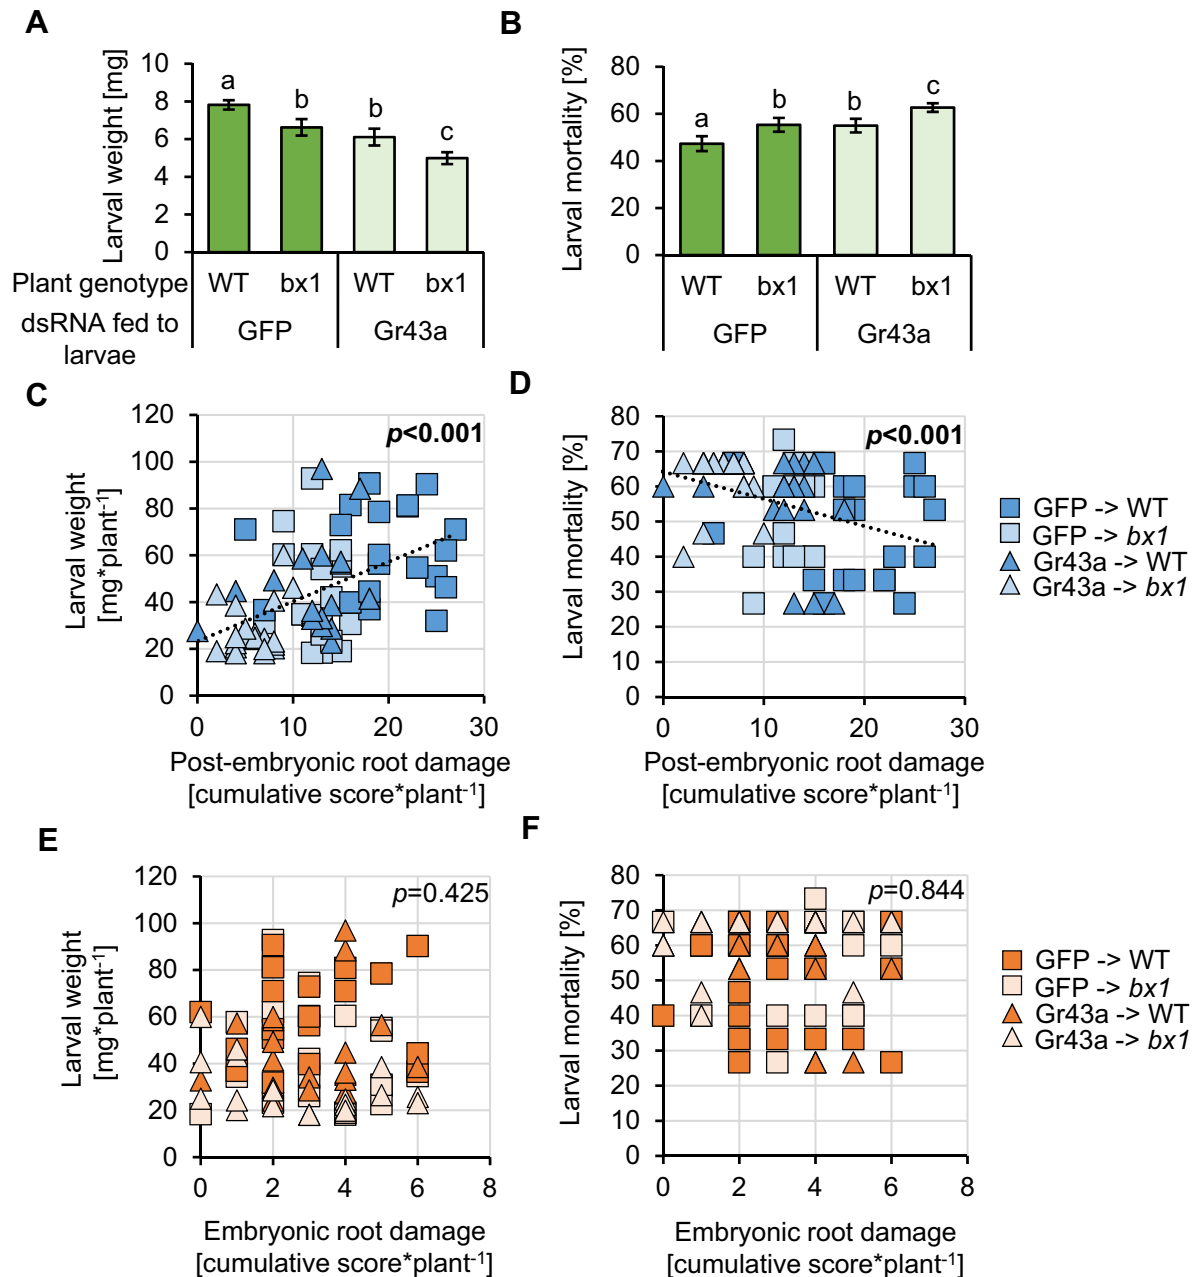 A
Larval weight [mg]
10
8
6
4
2
0
a
b
b
c
Plant genotype
WT
bx1
WT
bx1
dsRNA fed to
larvae
GFP
Gr43a
B
Larval mortality [%]
80
60
40
20
0
a
b
b
c
WT
bx1
WT
bx1
GFP
Gr43a
C
Larval weight
[mg*plant-1]
120
100
80
60
40
20
0
p<0.001
0
10
20
30
Post-embryonic root damage
[cumulative score*plant-1]
D
Larval mortality [%]
80
70
60
50
40
30
20
10
0
p<0.001
0
10
20
30
Post-embryonic root damage
[cumulative score*plant-1]
GFP -> WT
GFP -> bx1
Gr43a -> WT
Gr43a -> bx1
E
Larval weight
[mg*plant-1]
120
100
80
60
40
20
0
p=0.425
0
2
4
6
8
Embryonic root damage
[cumulative score*plant-1]
F
Larval mortality [%]
80
70
60
50
40
30
20
10
0
p=0.844
0
2
4
6
8
Embryonic root damage
[cumulative score*plant-1]
GFP -> WT
GFP -> bx1
Gr43a -> WT
Gr43a -> bx1